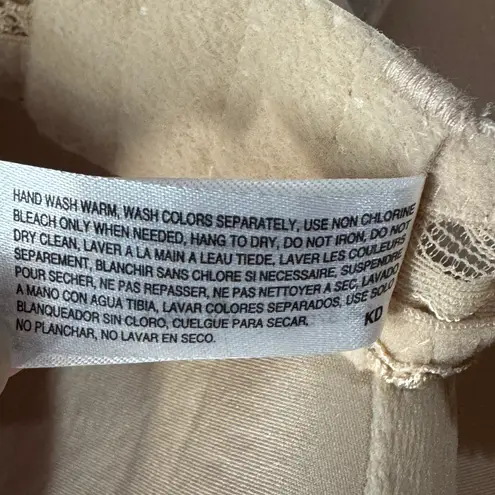 HAND WASH WARM, WASH COLORS SEPARATELY, USE NON CHLORINE
BLEACH ONLY WHEN NEEDED, HANG TO DRY, DO NOT IRON, DO NOT
DRY CLEAN, LAVER A LA MAIN A LEAU TIEDE, LAVER LES COULEURS
SEPAREMENT, BLANCHIR SANS CHLORE SI NECESSAIRE, SUSPENDRE
POUR SECHER, NE PAS REPASSER, NE PAS NETTOYER A SEC, LAVADO
A MANO CON AGUA TIBIA, LAVAR COLORES SEPARADOS, USE SOLO
BLANQUEADOR SIN CLORO, CUELGUE PARA SECAR,
NO PLANCHAR, NO LAVAR EN SECO.
KD